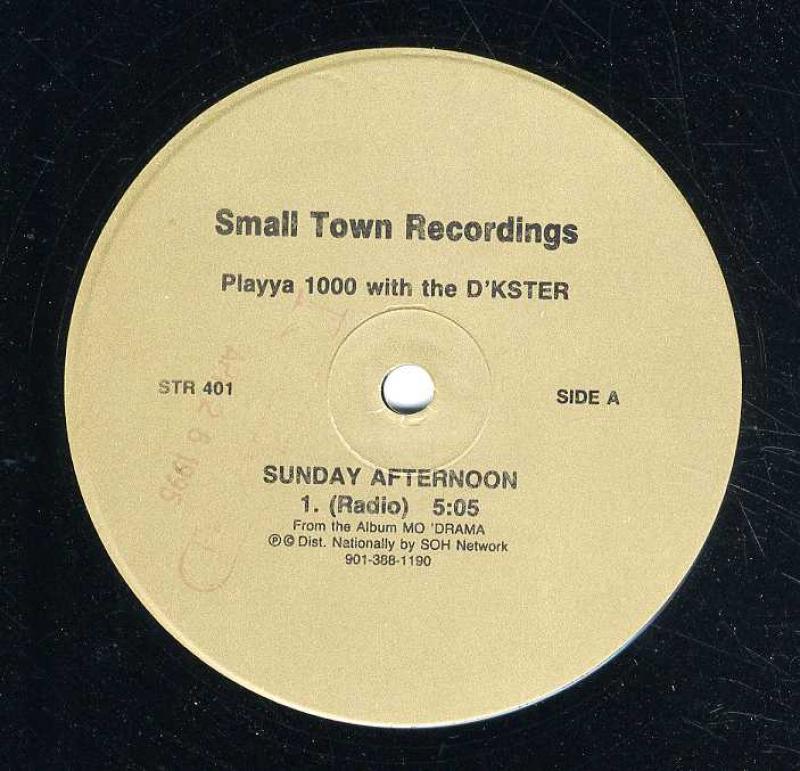 Small Town Recordings
Playya 1000 with the D'KSTER
STR 401
SIDE A
SUNDAY AFTERNOON
1. (Radio) 5:05
From the Album MO 'DRAMA
℗© Dist. Nationally by SOH Network
901-388-1190
1995